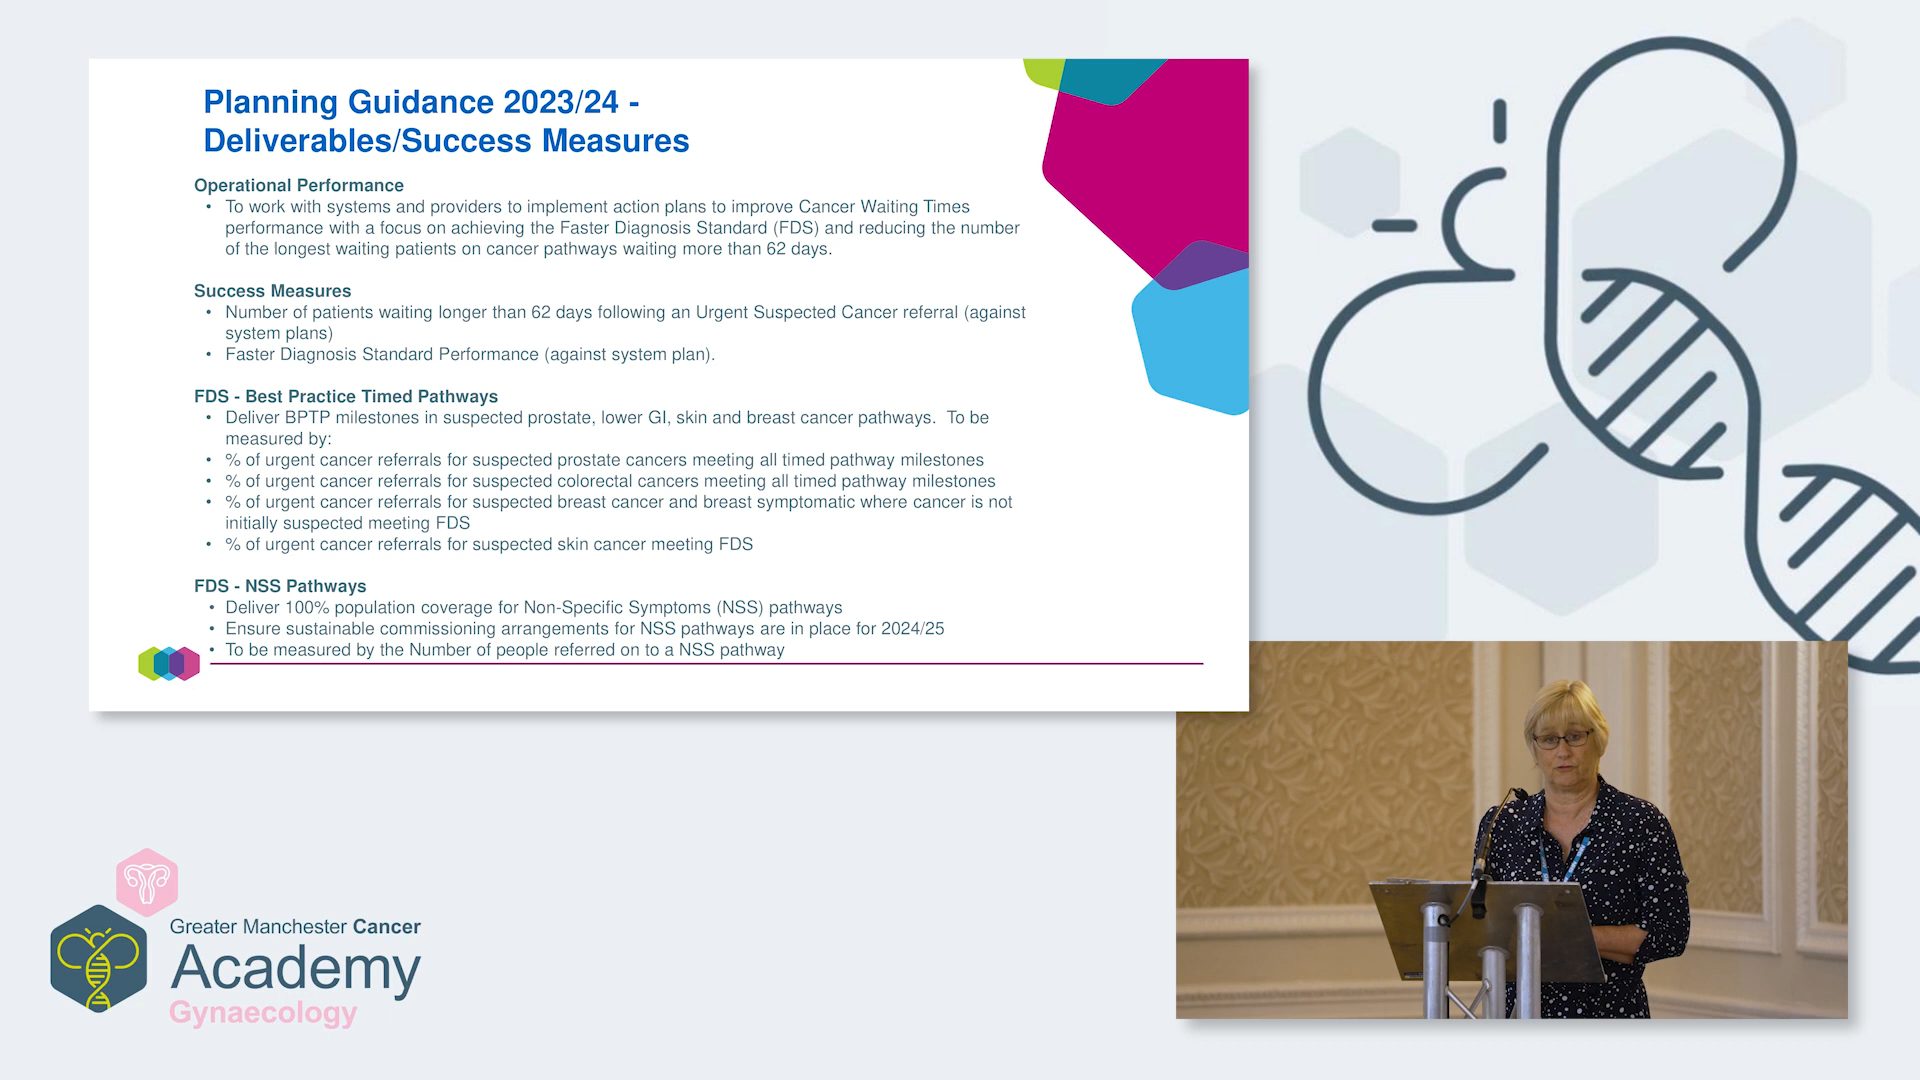 Planning Guidance 2023/24 -
Deliverables/Success Measures
Operational Performance
• To work with systems and providers to implement action plans to improve Cancer Waiting Times
performance with a focus on achieving the Faster Diagnosis Standard (FDS) and reducing the number
of the longest waiting patients on cancer pathways waiting more than 62 days.
Success Measures
• Number of patients waiting longer than 62 days following an Urgent Suspected Cancer referral (against
system plans)
• Faster Diagnosis Standard Performance (against system plan).
FDS - Best Practice Timed Pathways
• Deliver BPTP milestones in suspected prostate, lower GI, skin and breast cancer pathways.  To be
measured by:
• % of urgent cancer referrals for suspected prostate cancers meeting all timed pathway milestones
• % of urgent cancer referrals for suspected colorectal cancers meeting all timed pathway milestones
• % of urgent cancer referrals for suspected breast cancer and breast symptomatic where cancer is not
initially suspected meeting FDS
• % of urgent cancer referrals for suspected skin cancer meeting FDS
FDS - NSS Pathways
• Deliver 100% population coverage for Non-Specific Symptoms (NSS) pathways
• Ensure sustainable commissioning arrangements for NSS pathways are in place for 2024/25
• To be measured by the Number of people referred on to a NSS pathway
Greater Manchester Cancer
Academy
Gynaecology